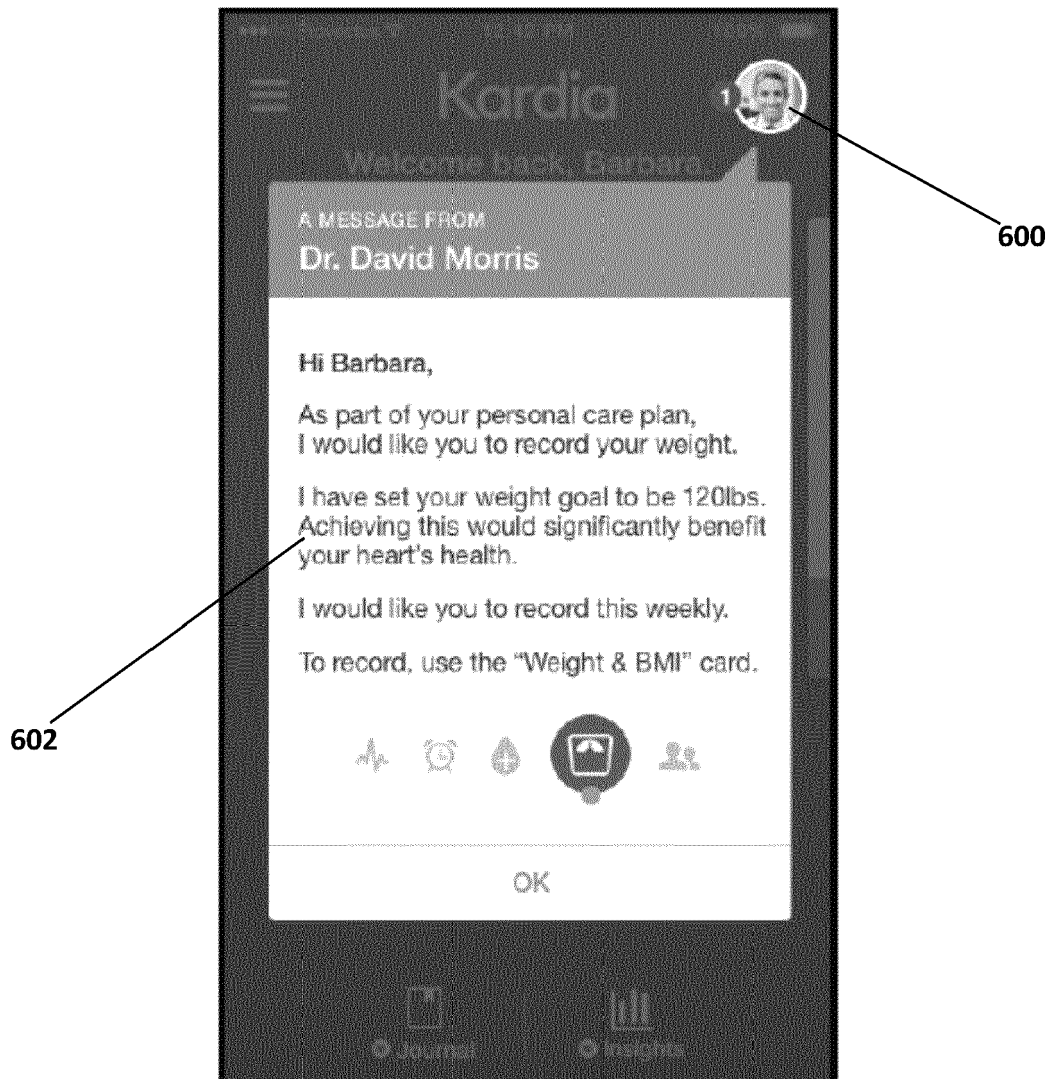 Kardia
1
Welcome back, Barbara.
600
A MESSAGE FROM
Dr. David Morris
Hi Barbara,
As part of your personal care plan,
I would like you to record your weight.
I have set your weight goal to be 120lbs.
Achieving this would significantly benefit
your heart's health.
I would like you to record this weekly.
To record, use the “Weight & BMI” card.
602
OK
Journal
Insights